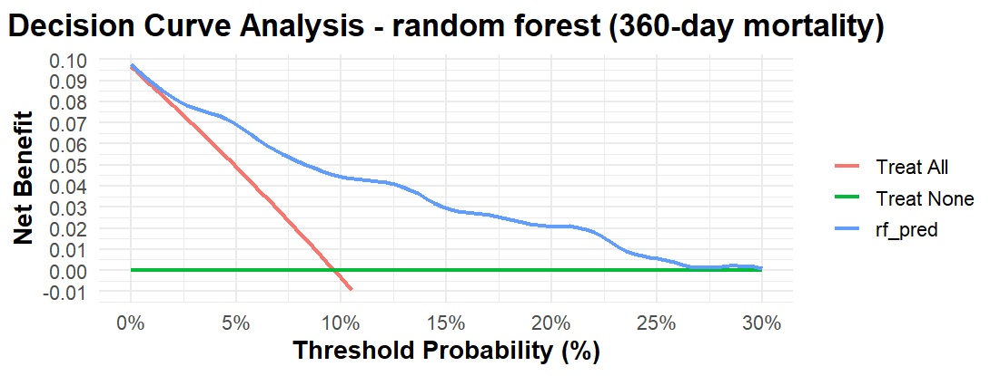 Decision Curve Analysis - random forest (360-day mortality)
0.10
0.09
0.08
0.07
0.06
0.05
0.04
0.03
0.02
0.01
0.00
-0.01
Net Benefit
0% 5% 10% 15% 20% 25% 30%
Threshold Probability (%)
Treat All
Treat None
rf_pred